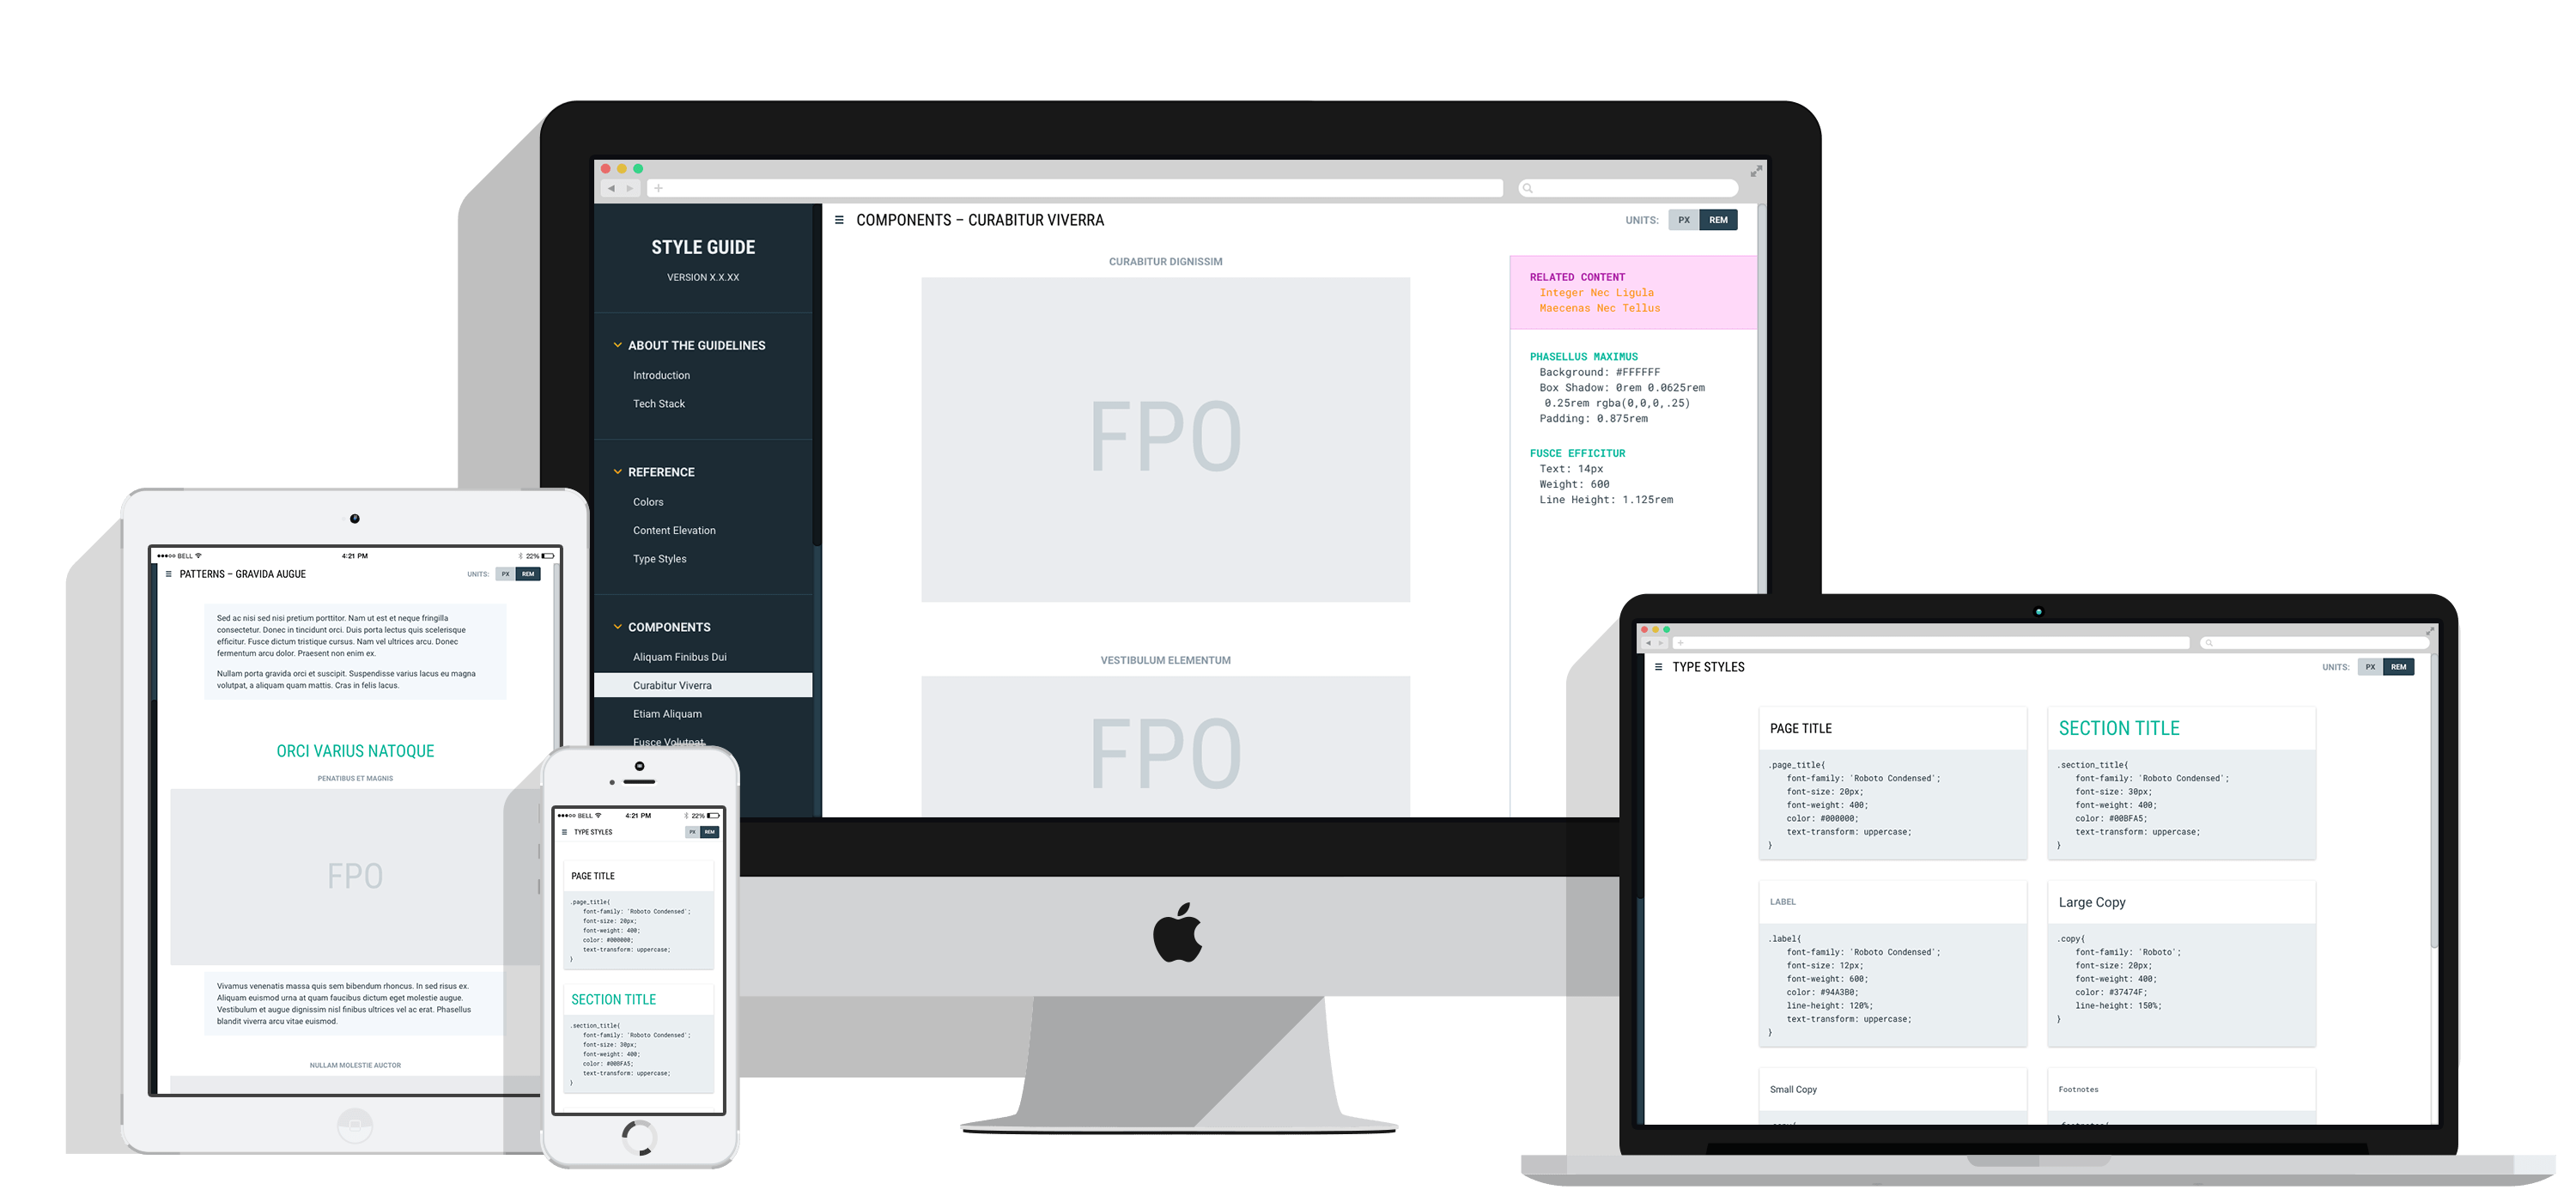 STYLE GUIDE
VERSION X.X.XX
ABOUT THE GUIDELINES
Introduction
Tech Stack
REFERENCE
Colors
Content Elevation
Type Styles
COMPONENTS
Aliquam Finibus Dui
Curabitur Viverra
Etiam Aliquam
Fusce Volutpat
COMPONENTS – CURABITUR VIVERRA
UNITS: PX REM
CURABITUR DIGNISSIM
FPO
VESTIBULUM ELEMENTUM
FPO
RELATED CONTENT
Integer Nec Ligula
Maecenas Nec Tellus
PHASELLUS MAXIMUS
Background: #FFFFFF
Box Shadow: 0rem 0.0625rem
0.25rem rgba(0,0,0,.25)
Padding: 0.875rem
FUSCE EFFICITUR
Text: 14px
Weight: 600
Line Height: 1.125rem
BELL 4:21 PM 22%
PATTERNS – GRAVIDA AUGUE
UNITS: PX REM
Sed ac nisi sed nisi pretium porttitor. Nam ut est et neque fringilla
consectetur. Donec in tincidunt orci. Duis porta lectus quis scelerisque
efficitur. Fusce dictum tristique cursus. Nam vel ultrices arcu. Donec
fermentum arcu dolor. Praesent non enim ex.
Nullam porta gravida orci et suscipit. Suspendisse varius lacus eu magna
volutpat, a aliquam quam mattis. Cras in felis lacus.
ORCI VARIUS NATOQUE
PENATIBUS ET MAGNIS
FPO
Vivamus venenatis massa quis sem bibendum rhoncus. In sed risus ex.
Aliquam euismod urna at quam faucibus dictum eget molestie augue.
Vestibulum et augue dignissim nisl finibus ultrices vel ac erat. Phasellus
blandit viverra arcu vitae euismod.
NULLAM MOLESTIE AUCTOR
BELL 4:21 PM 22%
TYPE STYLES
PX REM
PAGE TITLE
.page_title{
font-family: 'Roboto Condensed';
font-size: 20px;
font-weight: 400;
color: #000000;
text-transform: uppercase;
}
SECTION TITLE
.section_title{
font-family: 'Roboto Condensed';
font-size: 30px;
font-weight: 400;
color: #00BFA5;
text-transform: uppercase;
}
TYPE STYLES
UNITS: PX REM
PAGE TITLE
.page_title{
font-family: 'Roboto Condensed';
font-size: 20px;
font-weight: 400;
color: #000000;
text-transform: uppercase;
}
SECTION TITLE
.section_title{
font-family: 'Roboto Condensed';
font-size: 30px;
font-weight: 400;
color: #00BFA5;
text-transform: uppercase;
}
LABEL
.label{
font-family: 'Roboto Condensed';
font-size: 12px;
font-weight: 600;
color: #94A3B0;
line-height: 120%;
text-transform: uppercase;
}
Large Copy
.copy{
font-family: 'Roboto';
font-size: 20px;
font-weight: 400;
color: #37474F;
line-height: 150%;
}
Small Copy
Footnotes